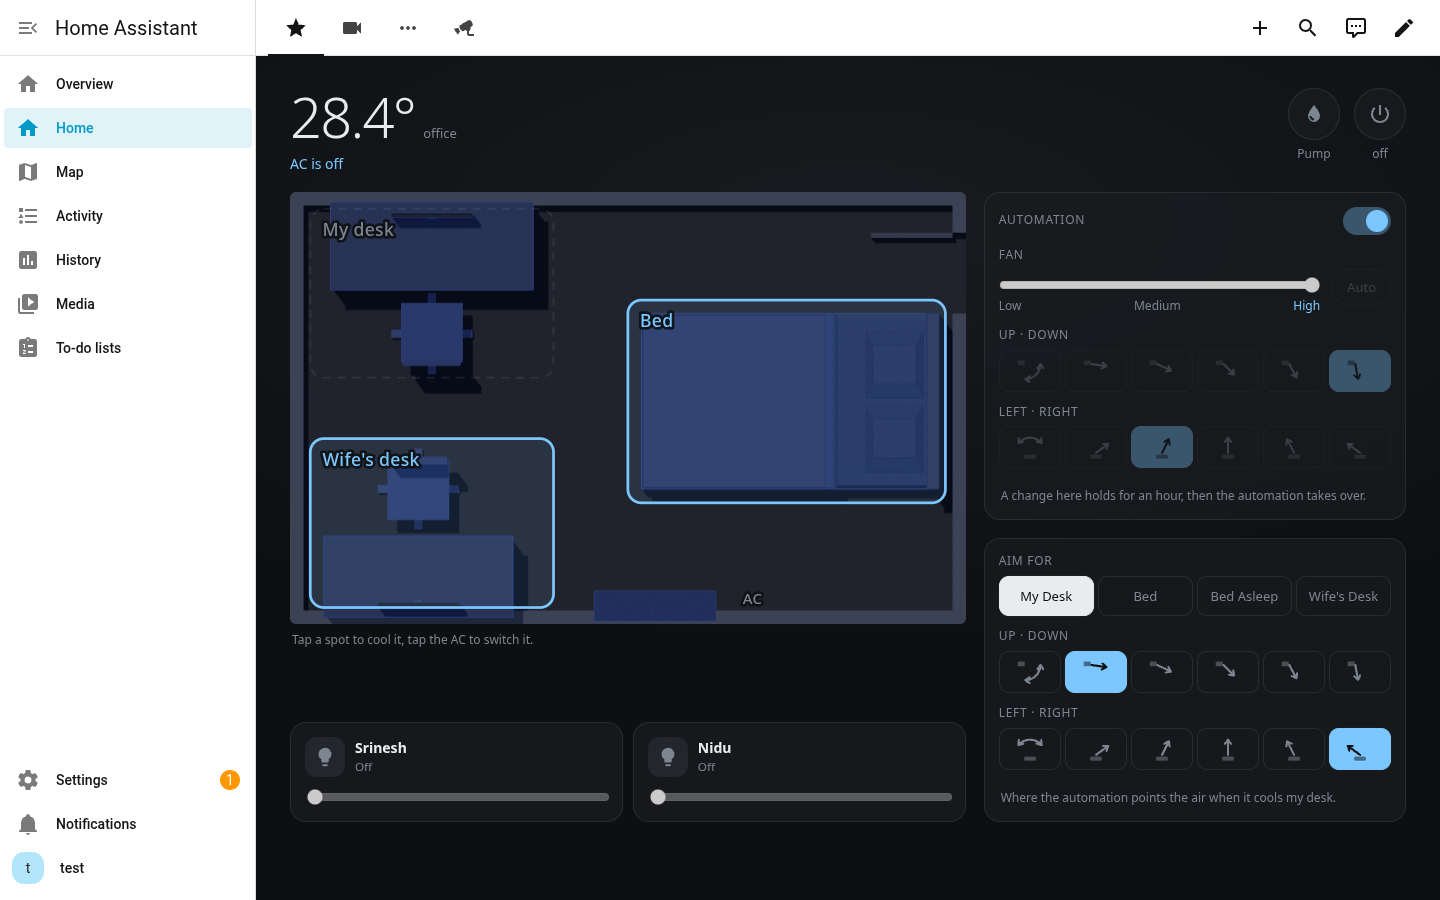 Home Assistant
Overview
Home
Map
Activity
History
Media
To-do lists
Settings
1
Notifications
t
test
28.4°
office
AC is off
Pump
off
My desk
Bed
Wife's desk
AC
Tap a spot to cool it, tap the AC to switch it.
Srinesh
Off
Nidu
Off
AUTOMATION
FAN
Auto
Low
Medium
High
UP · DOWN
LEFT · RIGHT
A change here holds for an hour, then the automation takes over.
AIM FOR
My Desk
Bed
Bed Asleep
Wife's Desk
UP · DOWN
LEFT · RIGHT
Where the automation points the air when it cools my desk.